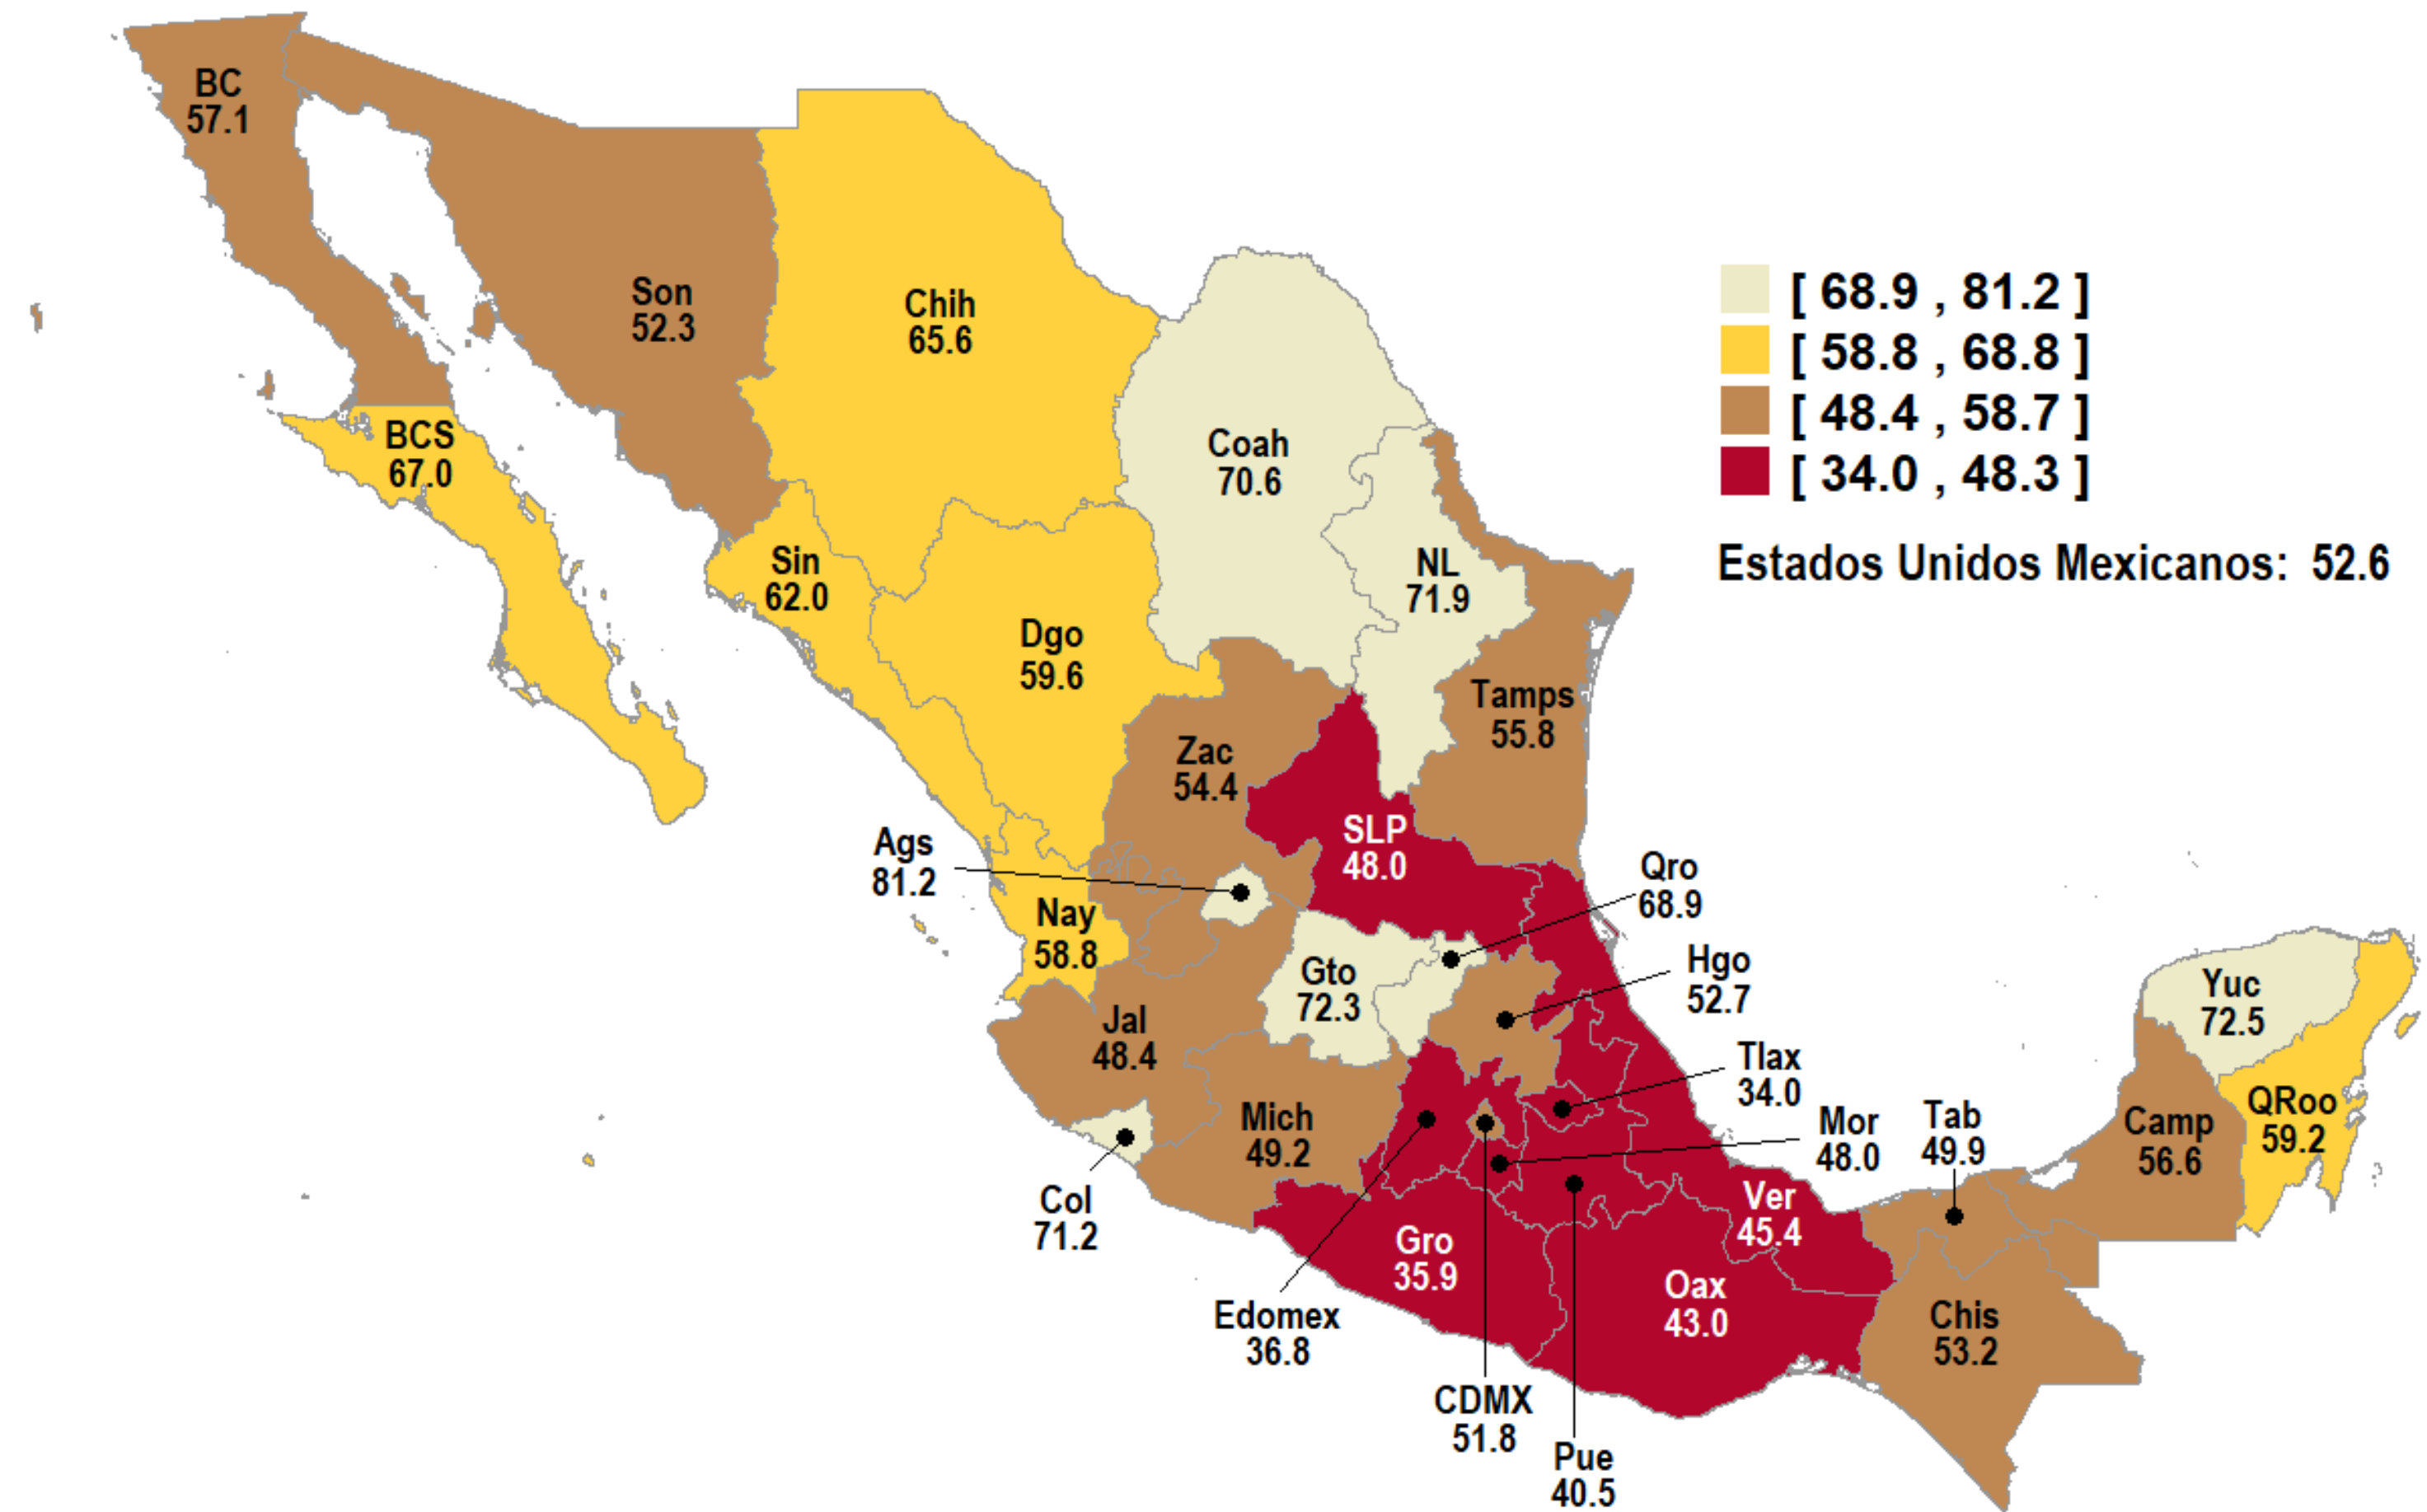 BC
57.1
Son
52.3
Chih
65.6
[ 68.9 , 81.2 ]
[ 58.8 , 68.8 ]
[ 48.4 , 58.7 ]
[ 34.0 , 48.3 ]
Estados Unidos Mexicanos: 52.6
BCS
67.0
Coah
70.6
Sin
62.0
NL
71.9
Dgo
59.6
Tamps
55.8
Zac
54.4
SLP
48.0
Ags
81.2
Qro
68.9
Nay
58.8
Gto
72.3
Hgo
52.7
Yuc
72.5
Jal
48.4
Tlax
34.0
Mich
49.2
Mor
48.0
Tab
49.9
Camp
56.6
QRoo
59.2
Col
71.2
Ver
45.4
Gro
35.9
Oax
43.0
Edomex
36.8
Chis
53.2
CDMX
51.8
Pue
40.5